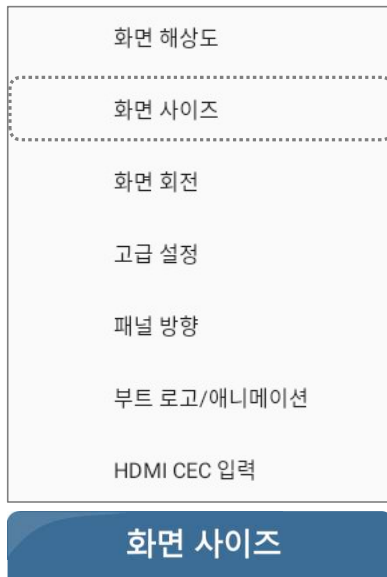 화면 해상도
화면 사이즈
화면 회전
고급 설정
패널 방향
부트 로고/애니메이션
HDMI CEC 입력
화면 사이즈